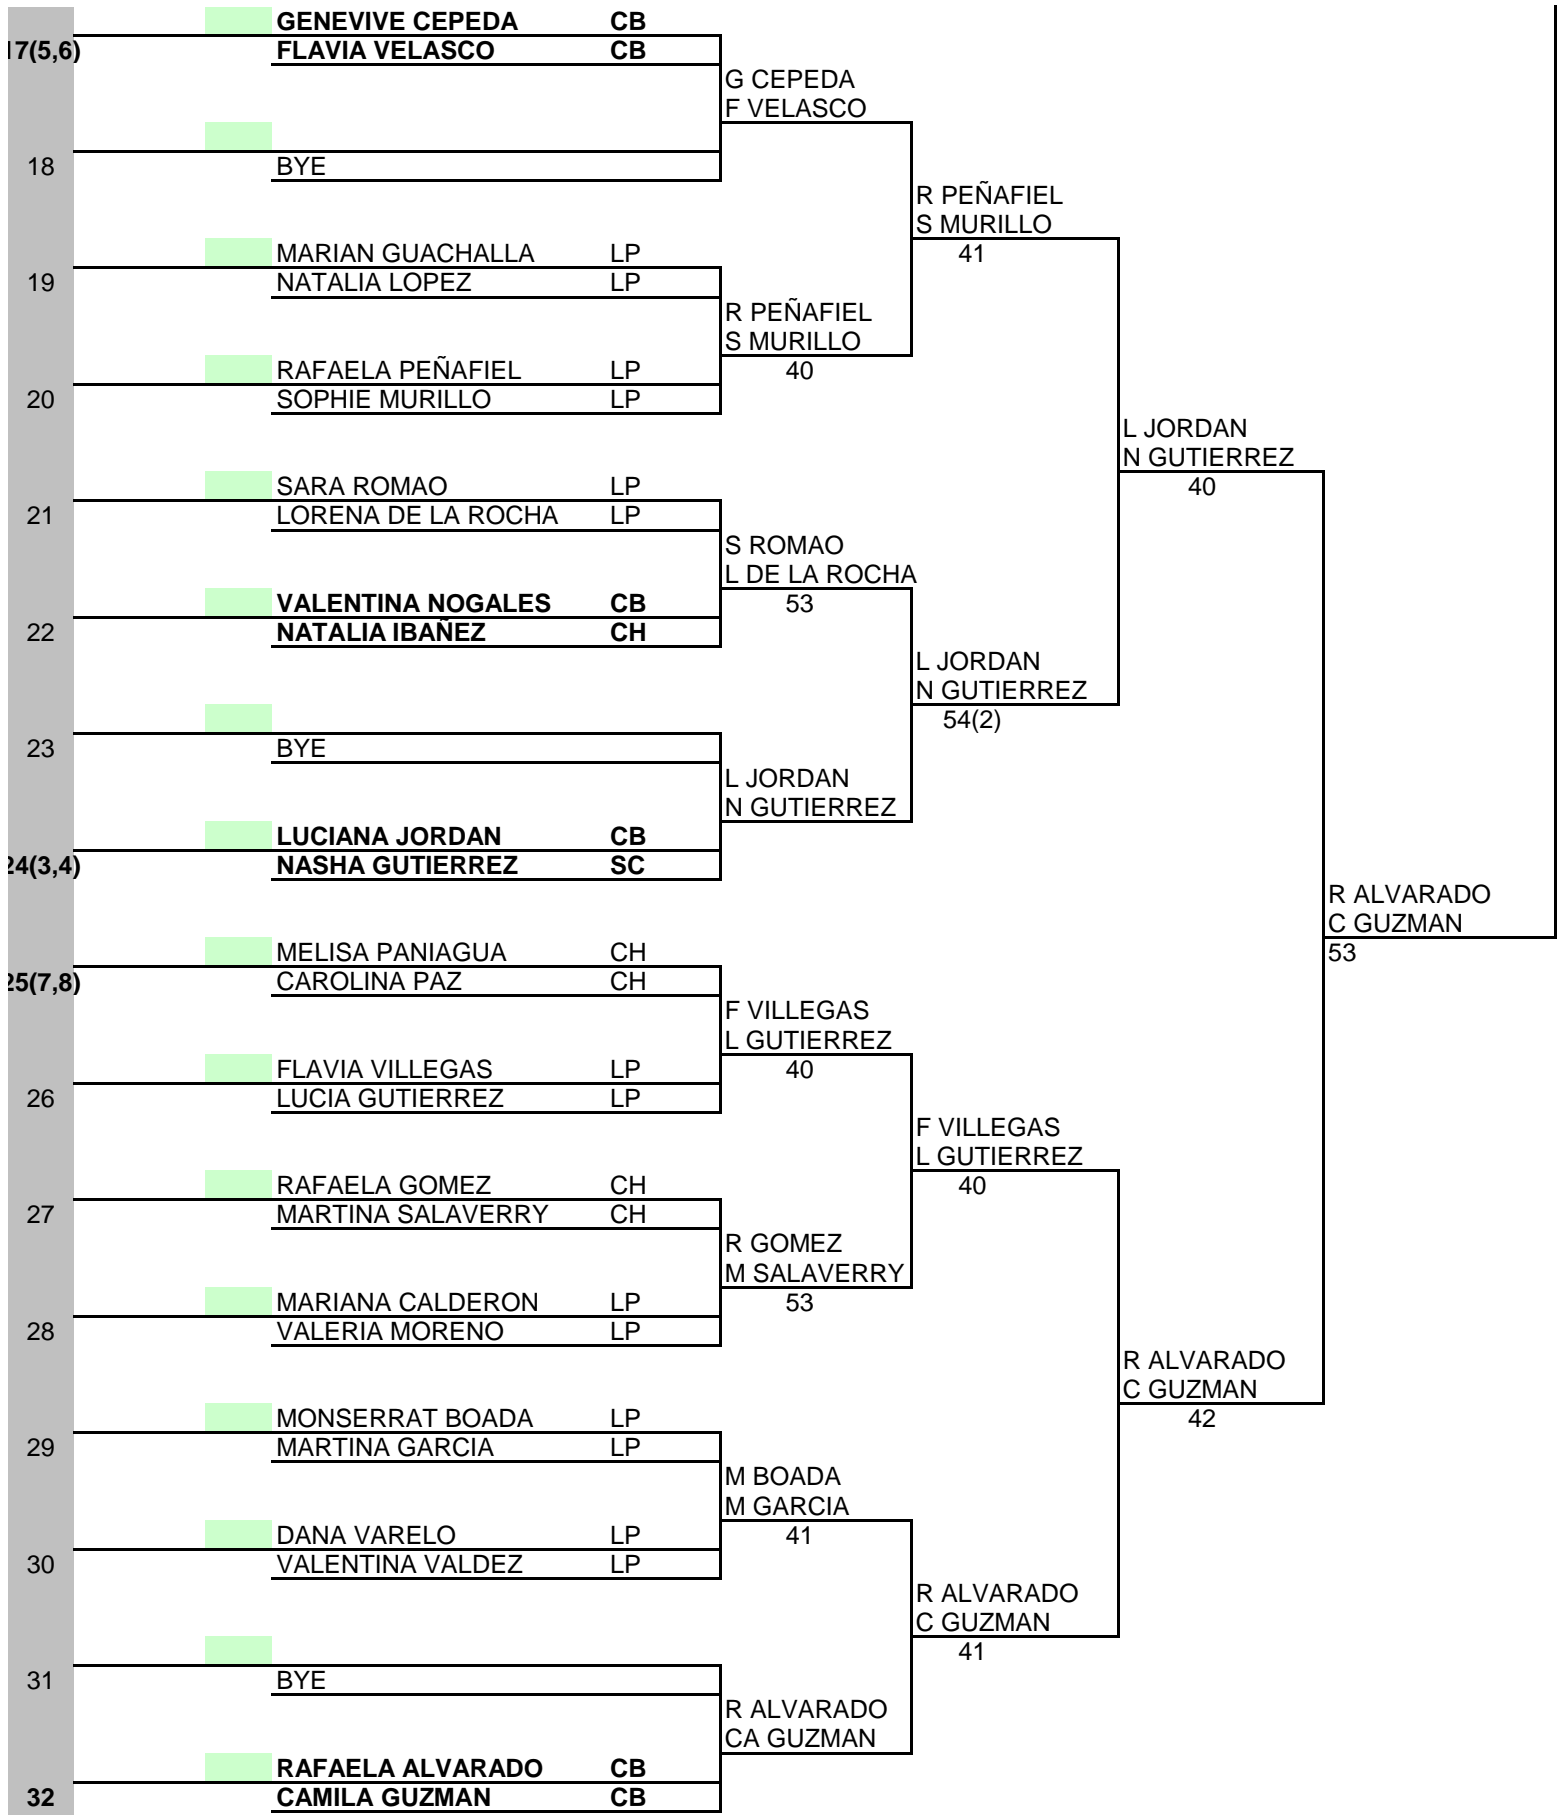 GENEVIVE CEPEDA CB
17(5,6) FLAVIA VELASCO CB
G CEPEDA
F VELASCO
18 BYE
R PEÑAFIEL
S MURILLO
MARIAN GUACHALLA LP
41
19 NATALIA LOPEZ LP
R PEÑAFIEL
S MURILLO
RAFAELA PEÑAFIEL LP
40
20 SOPHIE MURILLO LP
L JORDAN
N GUTIERREZ
SARA ROMAO LP
40
21 LORENA DE LA ROCHA LP
S ROMAO
L DE LA ROCHA
VALENTINA NOGALES CB
53
22 NATALIA IBAÑEZ CH
L JORDAN
N GUTIERREZ
54(2)
23 BYE
L JORDAN
N GUTIERREZ
LUCIANA JORDAN CB
24(3,4) NASHA GUTIERREZ SC
R ALVARADO
C GUZMAN
MELISA PANIAGUA CH
53
25(7,8) CAROLINA PAZ CH
F VILLEGAS
L GUTIERREZ
FLAVIA VILLEGAS LP
40
26 LUCIA GUTIERREZ LP
F VILLEGAS
L GUTIERREZ
RAFAELA GOMEZ CH
40
27 MARTINA SALAVERRY CH
R GOMEZ
M SALAVERRY
MARIANA CALDERON LP
53
28 VALERIA MORENO LP
R ALVARADO
C GUZMAN
MONSERRAT BOADA LP
42
29 MARTINA GARCIA LP
M BOADA
M GARCIA
DANA VARELO LP
41
30 VALENTINA VALDEZ LP
R ALVARADO
C GUZMAN
41
31 BYE
R ALVARADO
CA GUZMAN
RAFAELA ALVARADO CB
32 CAMILA GUZMAN CB